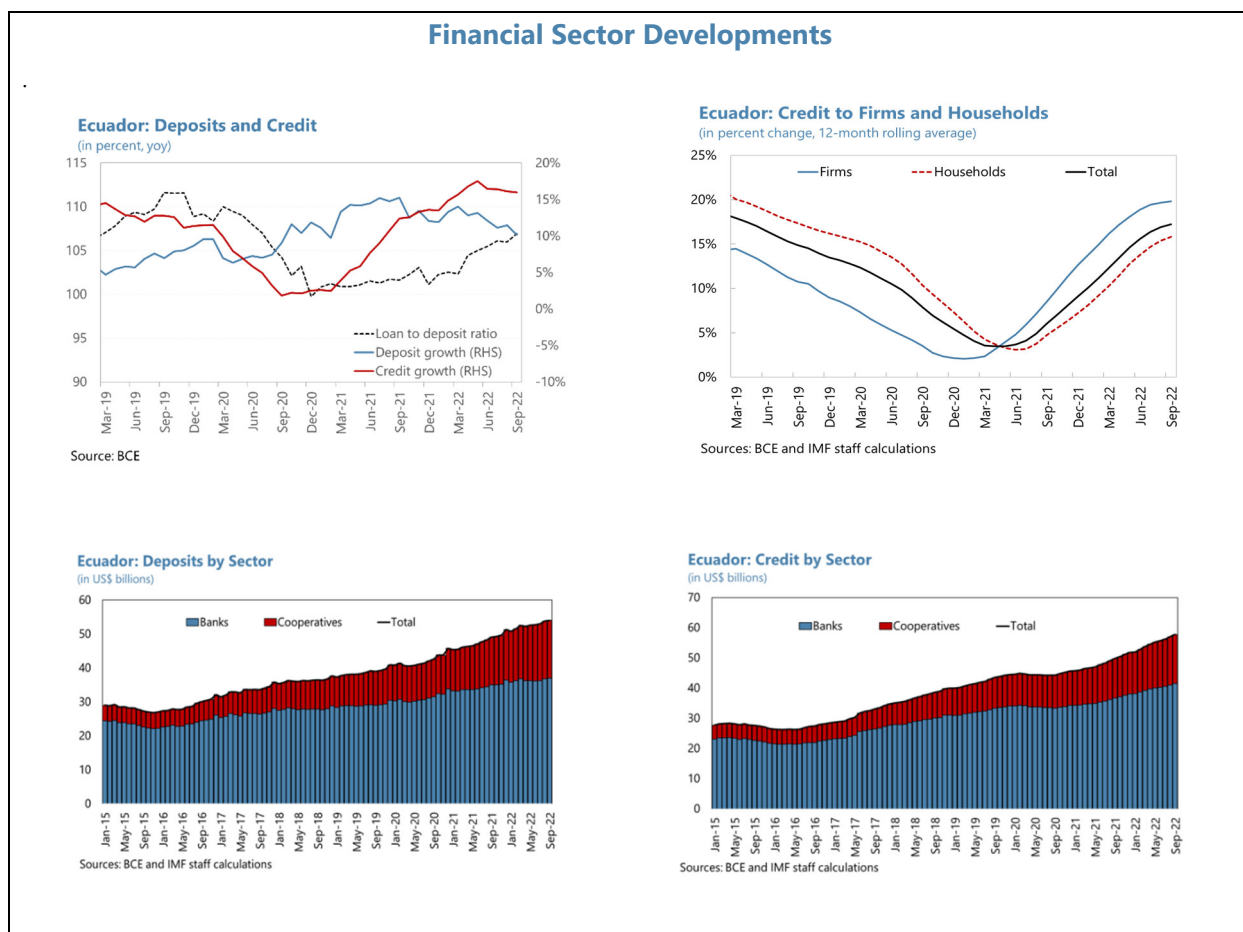 Financial Sector Developments
.
Ecuador: Deposits and Credit
(in percent, yoy)
115
110
105
100
95
90
20%
15%
10%
5%
0%
-5%
-10%
Loan to deposit ratio
Deposit growth (RHS)
Credit growth (RHS)
Mar-19
Jun-19
Sep-19
Dec-19
Mar-20
Jun-20
Sep-20
Dec-20
Mar-21
Jun-21
Sep-21
Dec-21
Mar-22
Jun-22
Sep-22
Source: BCE
Ecuador: Credit to Firms and Households
(in percent change, 12-month rolling average)
25%
20%
15%
10%
5%
0%
Firms
Households
Total
Mar-19
Jun-19
Sep-19
Dec-19
Mar-20
Jun-20
Sep-20
Dec-20
Mar-21
Jun-21
Sep-21
Dec-21
Mar-22
Jun-22
Sep-22
Sources: BCE and IMF staff calculations
Ecuador: Deposits by Sector
(in US$ billions)
60
50
40
30
20
10
0
Banks
Cooperatives
Total
Jan-15
May-15
Sep-15
Jan-16
May-16
Sep-16
Jan-17
May-17
Sep-17
Jan-18
May-18
Sep-18
Jan-19
May-19
Sep-19
Jan-20
May-20
Sep-20
Jan-21
May-21
Sep-21
Jan-22
May-22
Sep-22
Sources: BCE and IMF staff calculations
Ecuador: Credit by Sector
(in US$ billions)
70
60
50
40
30
20
10
0
Banks
Cooperatives
Total
Jan-15
May-15
Sep-15
Jan-16
May-16
Sep-16
Jan-17
May-17
Sep-17
Jan-18
May-18
Sep-18
Jan-19
May-19
Sep-19
Jan-20
May-20
Sep-20
Jan-21
May-21
Sep-21
Jan-22
May-22
Sep-22
Sources: BCE and IMF staff calculations